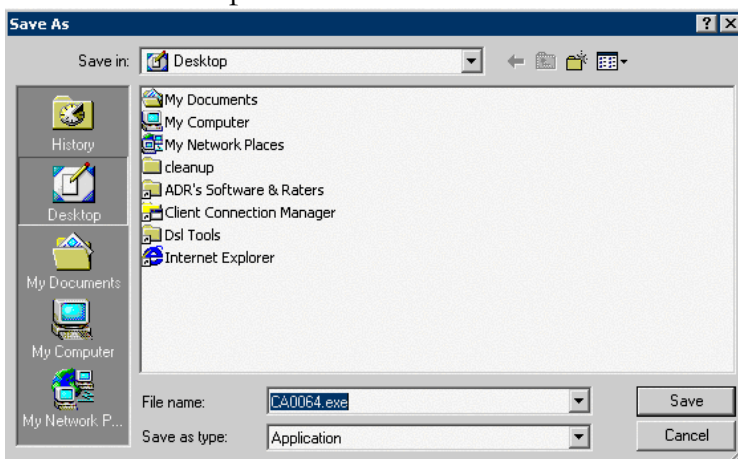 Save As
Save in:
Desktop
History
Desktop
My Documents
My Computer
My Network P...
My Documents
My Computer
My Network Places
cleanup
ADR's Software & Raters
Client Connection Manager
Dsl Tools
Internet Explorer
File name:
CA0064.exe
Save
Save as type:
Application
Cancel